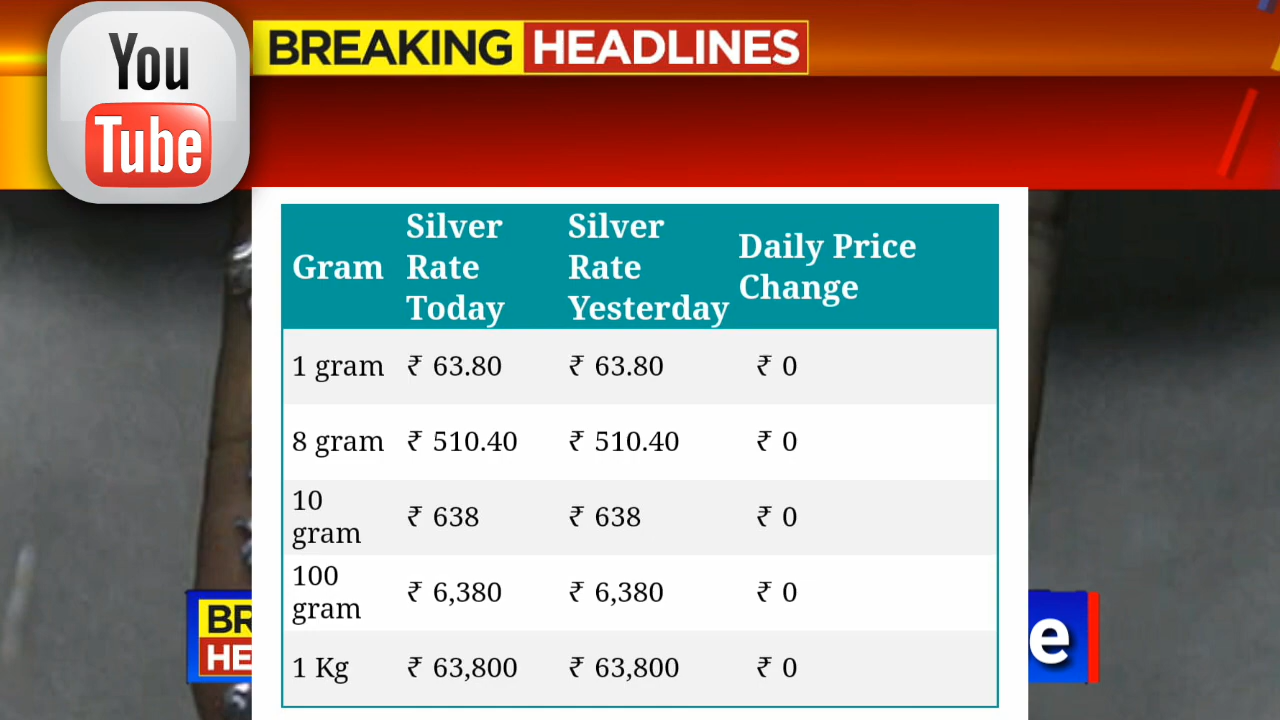 You
Tube
BREAKING HEADLINES
Gram
Silver
Rate
Today
Silver
Rate
Yesterday
Daily Price
Change
1 gram ₹ 63.80 ₹ 63.80 ₹ 0
8 gram ₹ 510.40 ₹ 510.40 ₹ 0
10
gram ₹ 638 ₹ 638 ₹ 0
100
gram ₹ 6,380 ₹ 6,380 ₹ 0
1 Kg ₹ 63,800 ₹ 63,800 ₹ 0
BR
HE
e